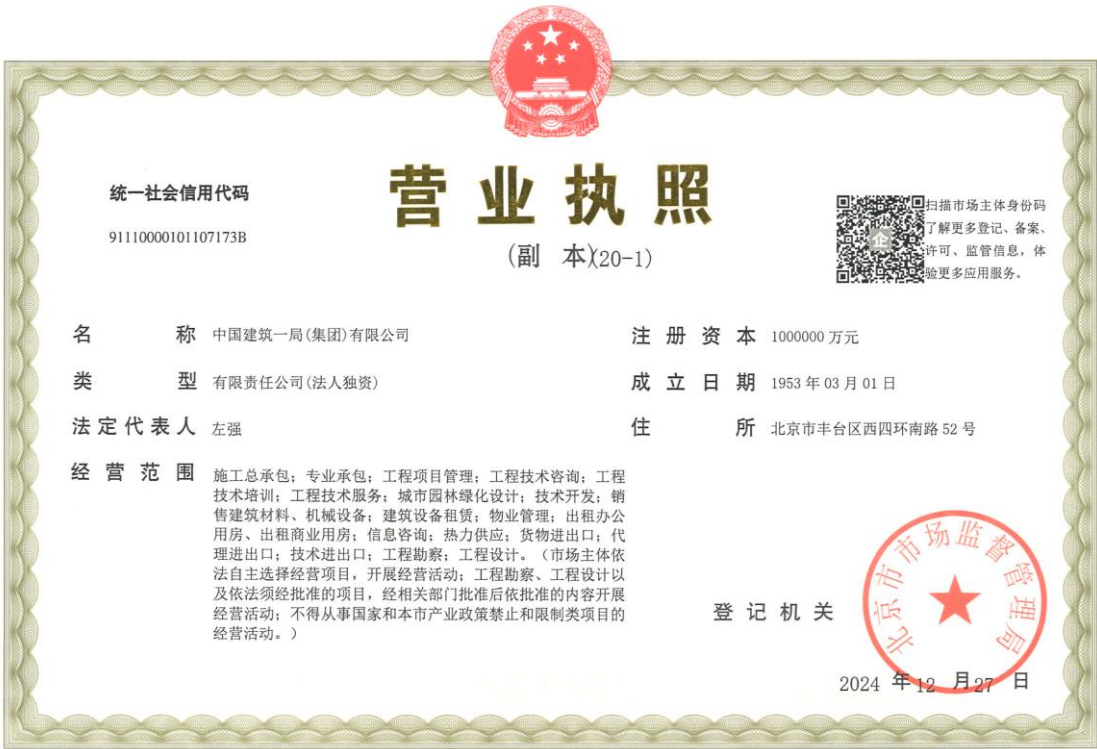 营业执照
(副 本)(20-1)
统一社会信用代码
91110000101107173B
扫描市场主体身份码
了解更多登记、备案、
许可、监管信息，体
验更多应用服务。
企
名 称 中国建筑一局(集团)有限公司
类 型 有限责任公司(法人独资)
法定代表人 左强
经营范围 施工总承包；专业承包；工程项目管理；工程技术咨询；工程
技术培训；工程技术服务；城市园林绿化设计；技术开发；销
售建筑材料、机械设备；建筑设备租赁；物业管理；出租办公
用房、出租商业用房；信息咨询；热力供应；货物进出口；代
理进出口；技术进出口；工程勘察；工程设计。（市场主体依
法自主选择经营项目，开展经营活动；工程勘察、工程设计以
及依法须经批准的项目，经相关部门批准后依批准的内容开展
经营活动；不得从事国家和本市产业政策禁止和限制类项目的
经营活动。）
注册资本 1000000万元
成立日期 1953年03月01日
住 所 北京市丰台区西四环南路52号
登记机关
北京市市场监督管理局
2024 年 12 月 27 日